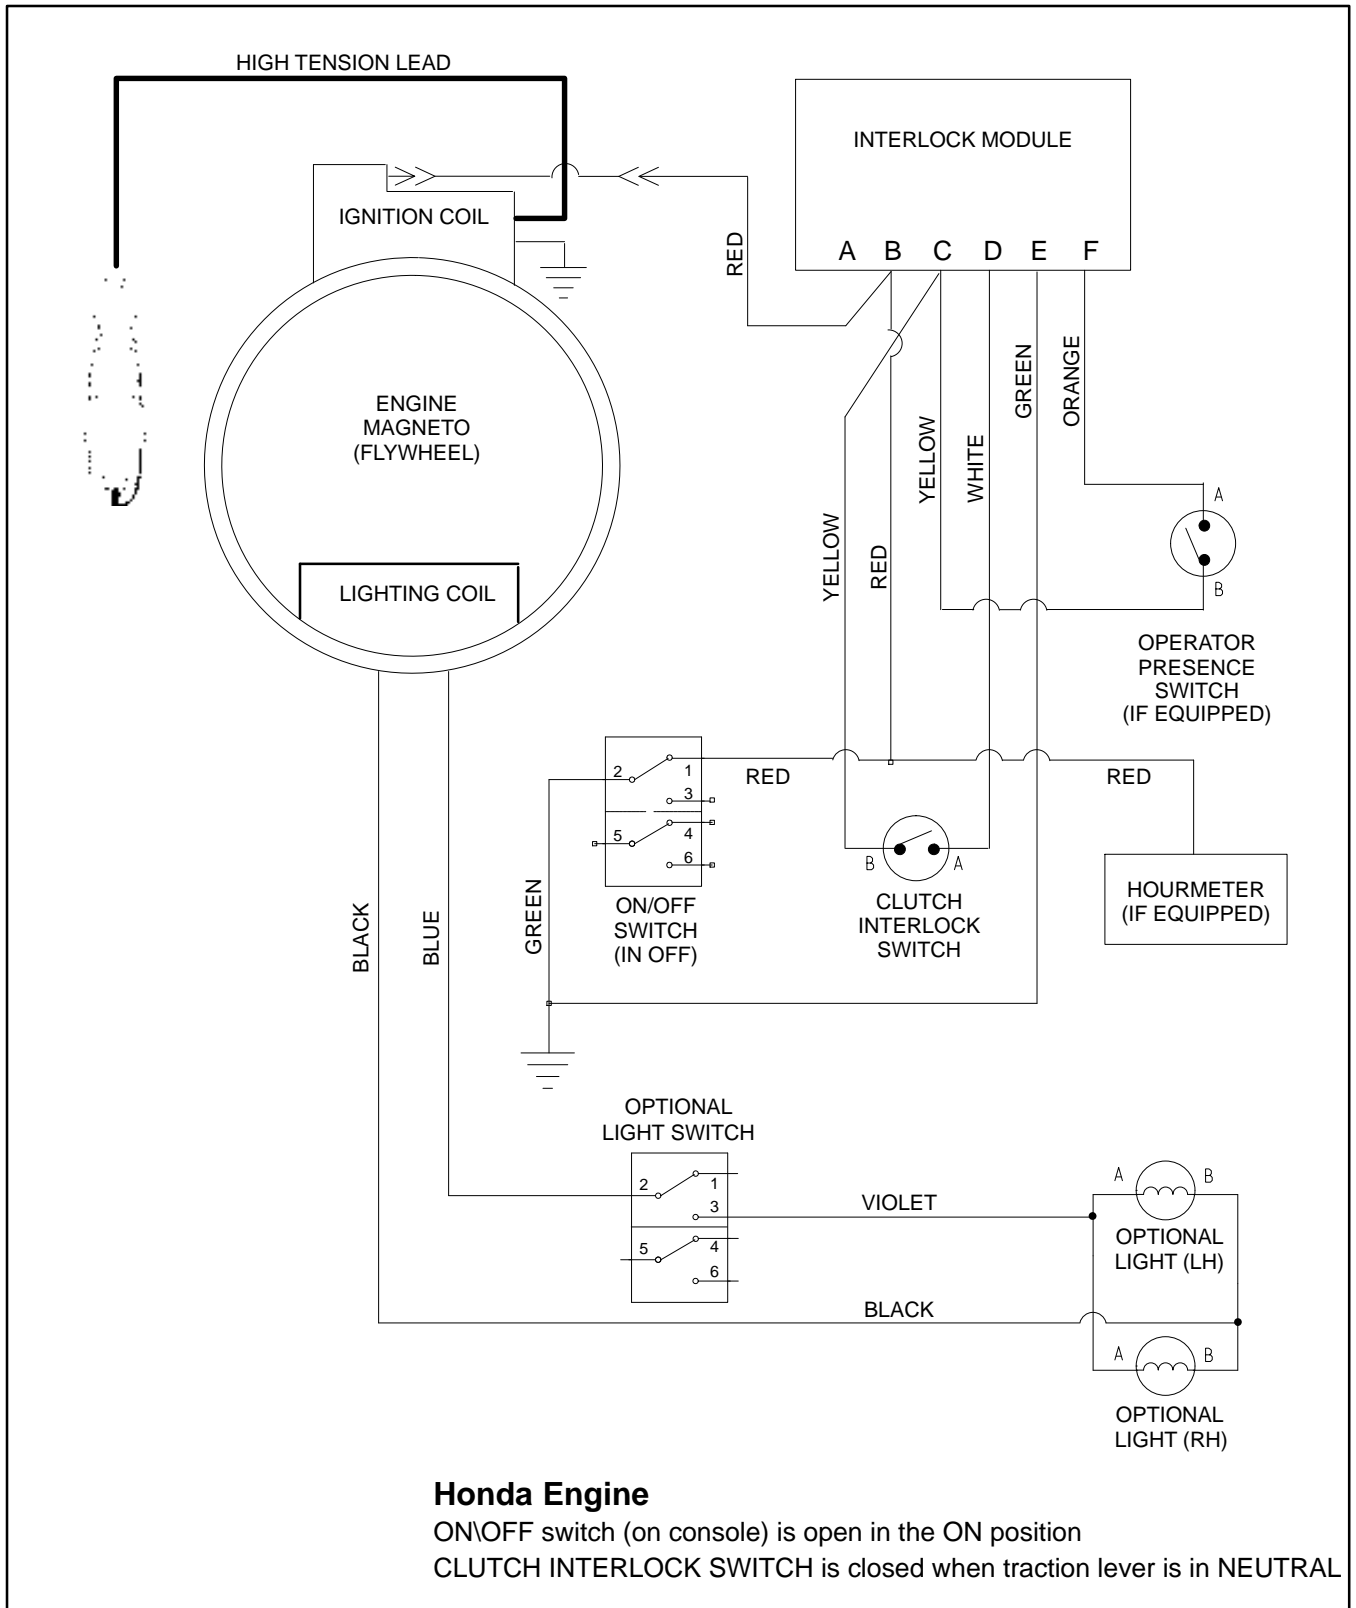 HIGH TENSION LEAD
INTERLOCK MODULE
IGNITION COIL
RED
A B C D E F
ENGINE
MAGNETO
(FLYWHEEL)
GREEN
ORANGE
YELLOW
WHITE
A
YELLOW
RED
B
LIGHTING COIL
OPERATOR
PRESENCE
SWITCH
(IF EQUIPPED)
2 1
3
5 4
6
RED
RED
B A
ON/OFF
SWITCH
(IN OFF)
CLUTCH
INTERLOCK
SWITCH
HOURMETER
(IF EQUIPPED)
BLACK
BLUE
GREEN
OPTIONAL
LIGHT SWITCH
2 1
3
5 4
6
VIOLET
A B
OPTIONAL
LIGHT (LH)
BLACK
A B
OPTIONAL
LIGHT (RH)
Honda Engine
ON\OFF switch (on console) is open in the ON position
CLUTCH INTERLOCK SWITCH is closed when traction lever is in NEUTRAL